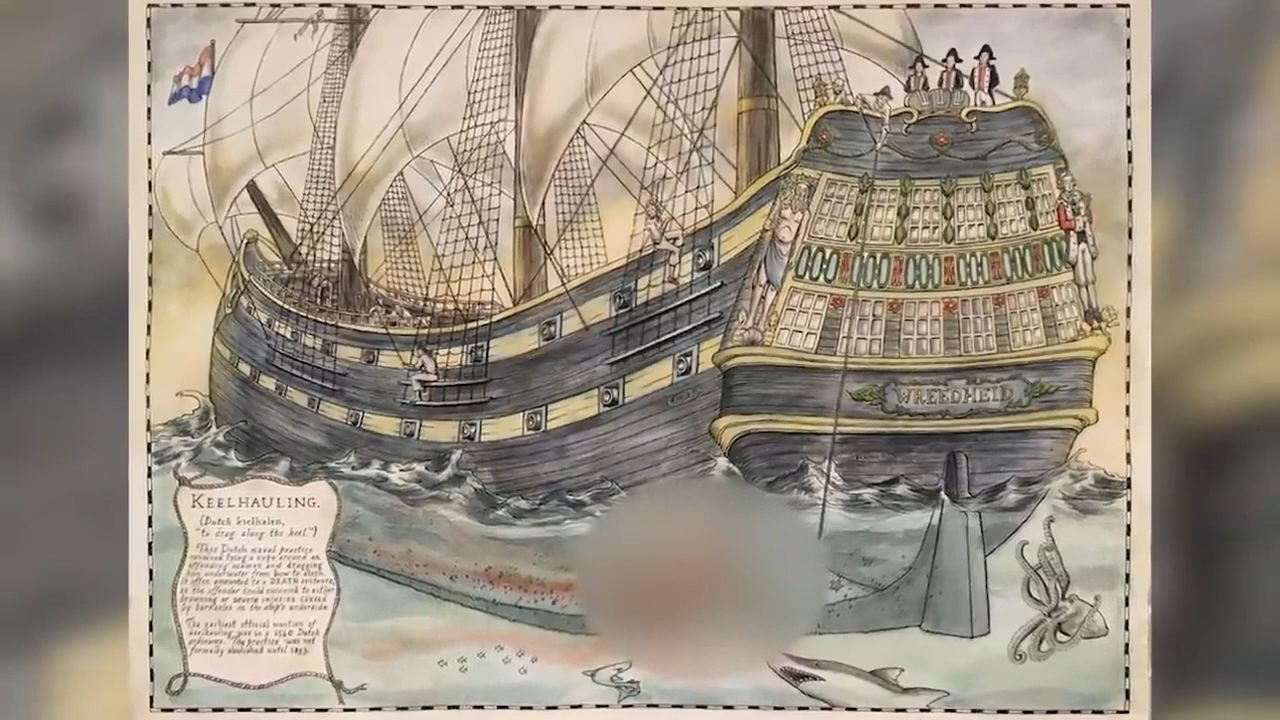 WREEDHEID
KEELHAULING.
(Dutch kielhalen,
"to drag along the keel")
This Dutch naval practice
involved tying a rope around an
offending seaman and dragging
him underwater from bow to stern.
It often amounted to a DEATH sentence,
as the offender could succumb to either
drowning or severe injuries caused
by barnacles on the ship's underside.
The earliest official mention of
keelhauling was in a 1560 Dutch
ordinance. The practice was not
formally abolished until 1853.